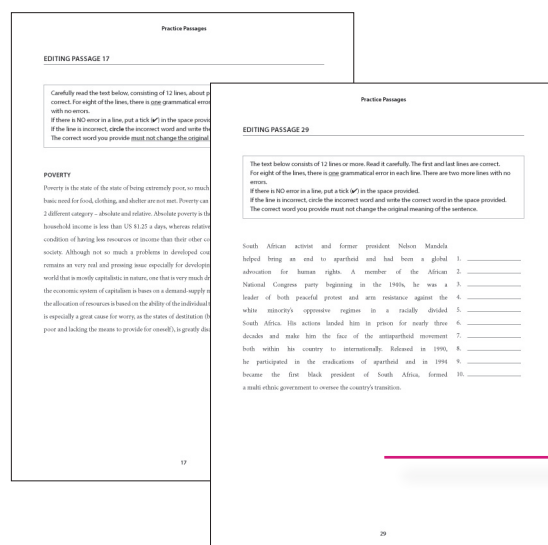 Practice Passages
EDITING PASSAGE 17
Carefully read the text below, consisting of 12 lines, about p
correct. For eight of the lines, there is one grammatical erro
with no errors.
If there is NO error in a line, put a tick (✔) in the space provi
If the line is incorrect, circle the incorrect word and write the
The correct word you provide must not change the original
POVERTY
Poverty is the state of the state of being extremely poor, so much
basic need for food, clothing, and shelter are not met. Poverty can
2 different category – absolute and relative. Absolute poverty is the
household income is less than US $1.25 a day, whereas relative
condition of having less resources or income than their other co
society. Although not so much a problems in developed cou
remains an very real and pressing issue especially for developin
world that is mostly capitalistic in nature, one that is very much dr
the economic system of capitalism is bases on a demand-supply n
the allocation of resources is based on the ability of the individual t
is especially a great cause for worry, as the states of destitution (b
poor and lacking the means to provide for oneself), is greatly disc
17
Practice Passages
EDITING PASSAGE 29
The text below consists of 12 lines or more. Read it carefully. The first and last lines are correct.
For eight of the lines, there is one grammatical error in each line. There are two more lines with no
errors.
If there is NO error in a line, put a tick (✔) in the space provided.
If the line is incorrect, circle the incorrect word and write the correct word in the space provided.
The correct word you provide must not change the original meaning of the sentence.
South African activist and former president Nelson Mandela
helped bring an end to apartheid and had been a global 1.
advocation for human rights. A member of the African 2.
National Congress party beginning in the 1940s, he was a 3.
leader of both peaceful protest and arm resistance against the 4.
white minority's oppressive regimes in a racially divided 5.
South Africa. His actions landed him in prison for nearly three 6.
decades and make him the face of the antiapartheid movement 7.
both within his country to internationally. Released in 1990, 8.
he participated in the eradications of apartheid and in 1994 9.
became the first black president of South Africa, formed 10.
a multi ethnic government to oversee the country's transition.
29